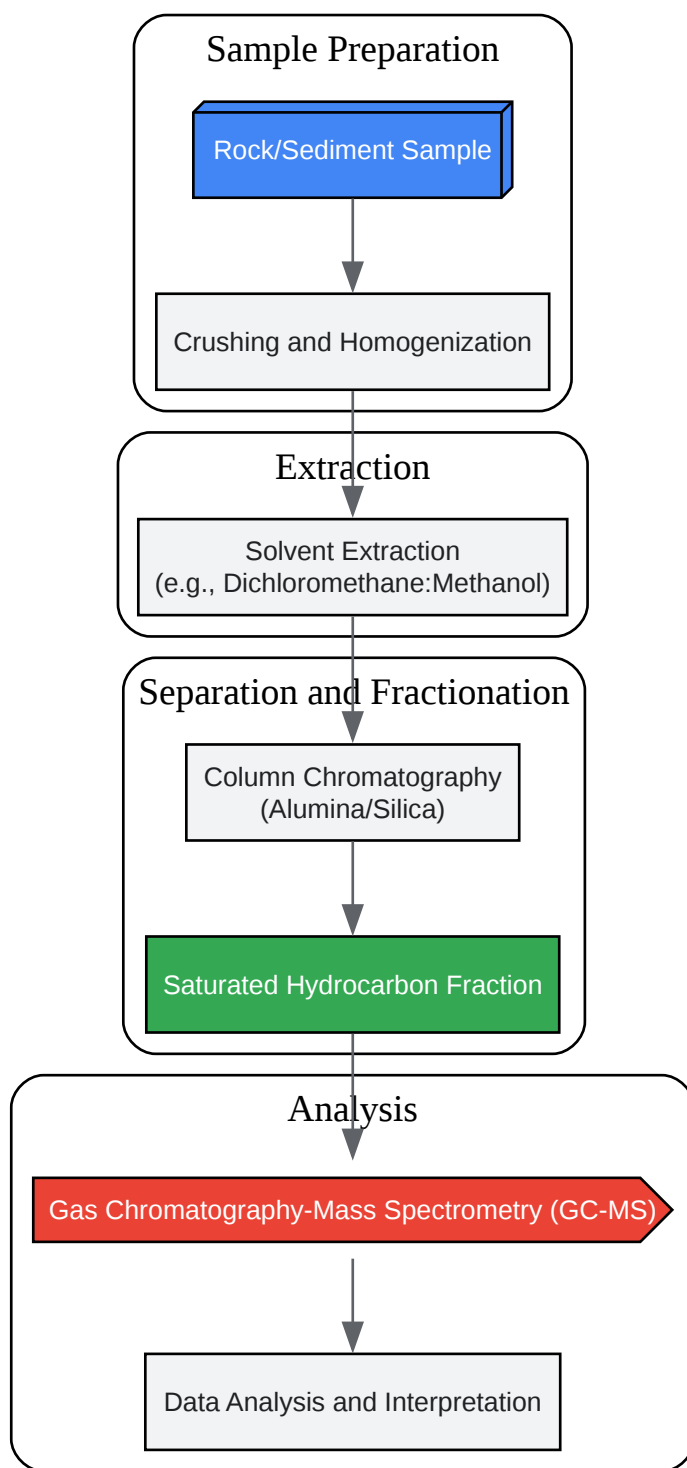 Sample Preparation
Rock/Sediment Sample
Crushing and Homogenization
Extraction
Solvent Extraction
(e.g., Dichloromethane:Methanol)
Separation and Fractionation
Column Chromatography
(Alumina/Silica)
Saturated Hydrocarbon Fraction
Analysis
Gas Chromatography-Mass Spectrometry (GC-MS)
Data Analysis and Interpretation